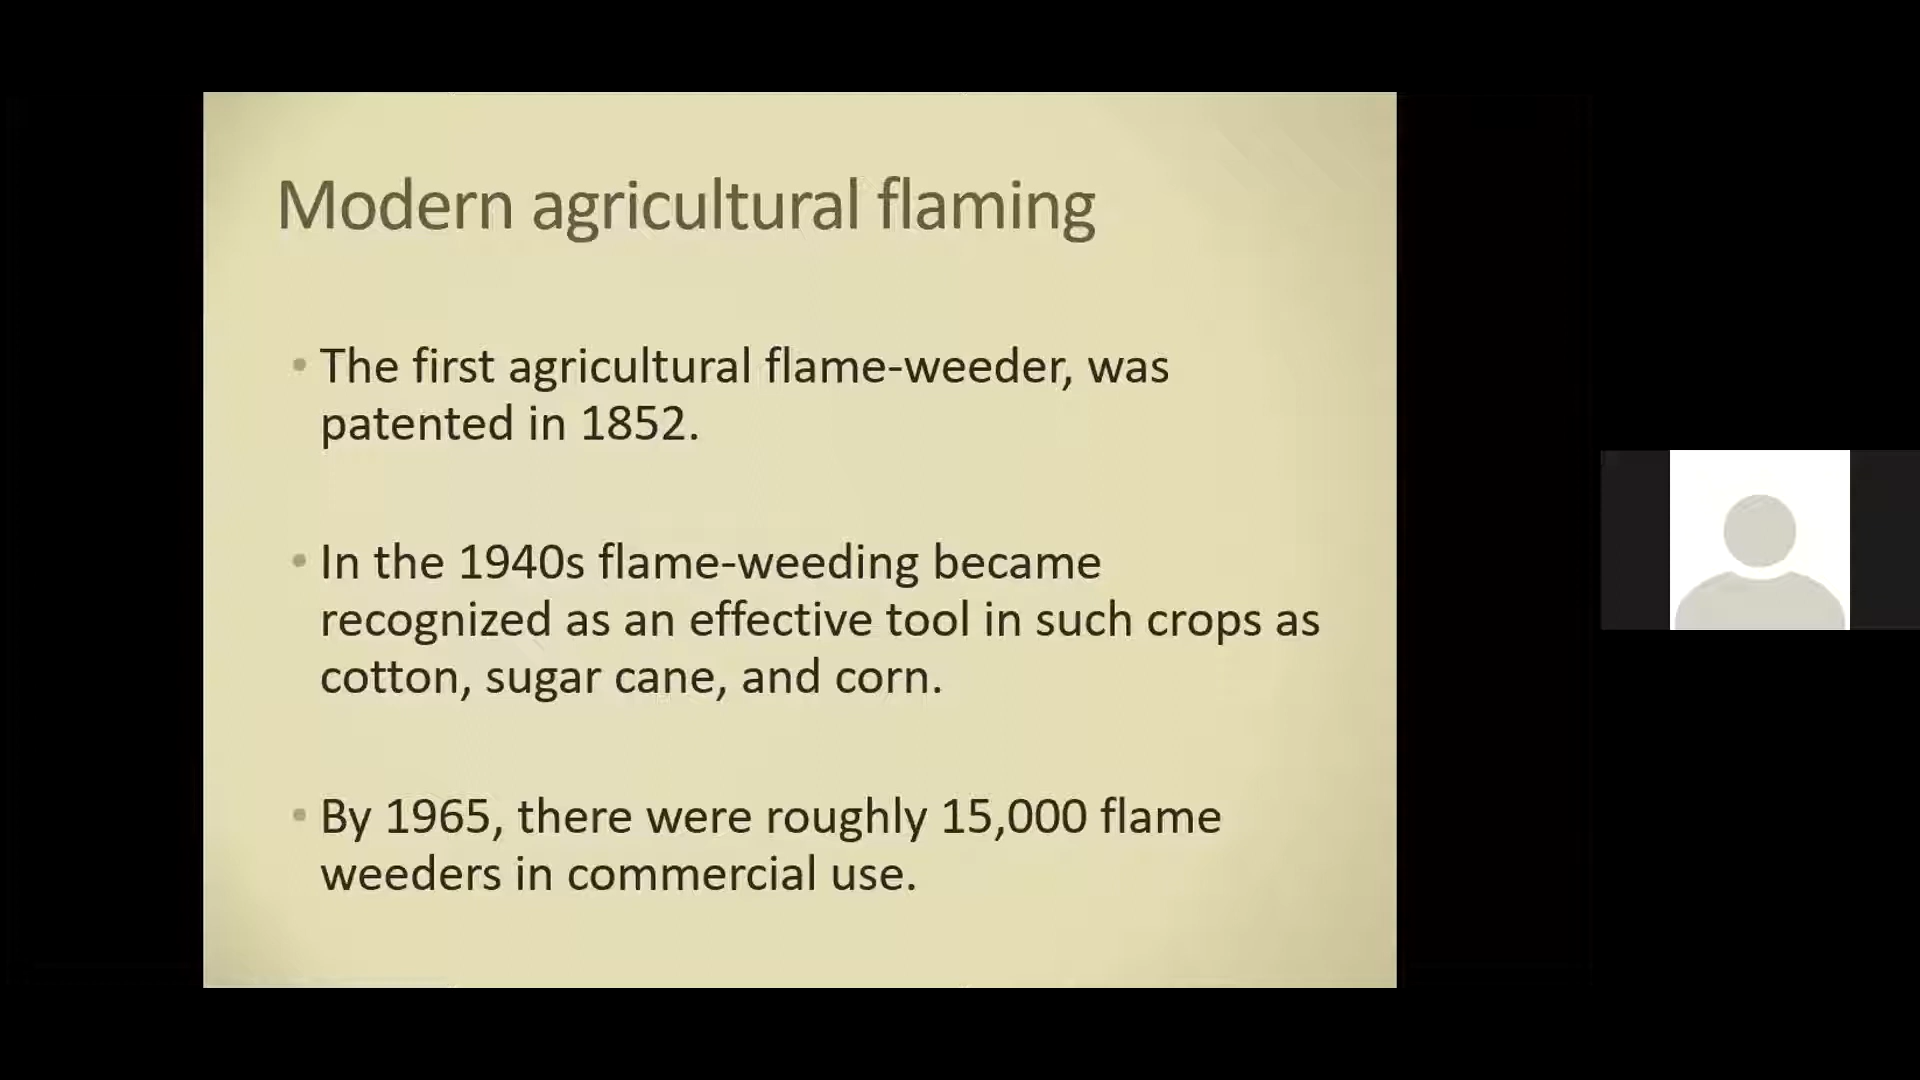 Modern agricultural flaming
• The first agricultural flame-weeder, was
patented in 1852.
• In the 1940s flame-weeding became
recognized as an effective tool in such crops as
cotton, sugar cane, and corn.
• By 1965, there were roughly 15,000 flame
weeders in commercial use.